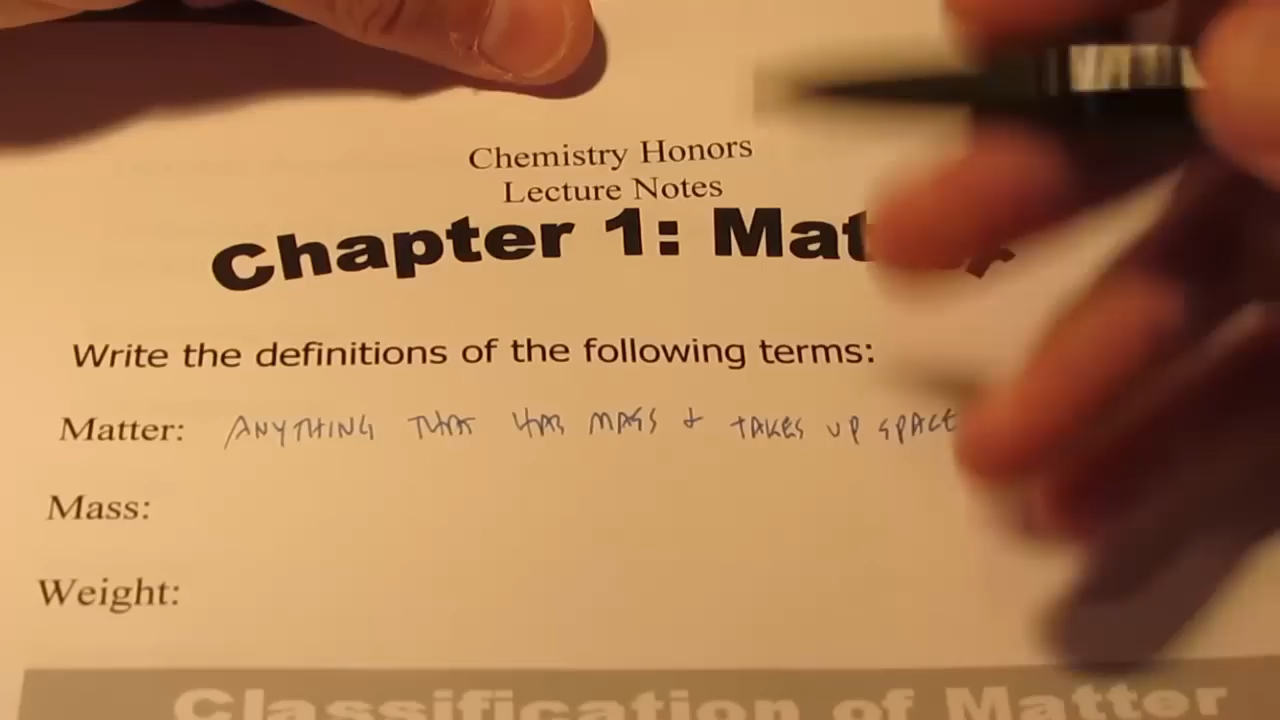 Chemistry Honors
Lecture Notes
Chapter 1: Matter
Write the definitions of the following terms:
Matter: ANYTHING THAT HAS MASS + TAKES UP SPACE
Mass:
Weight:
Classification of Matter